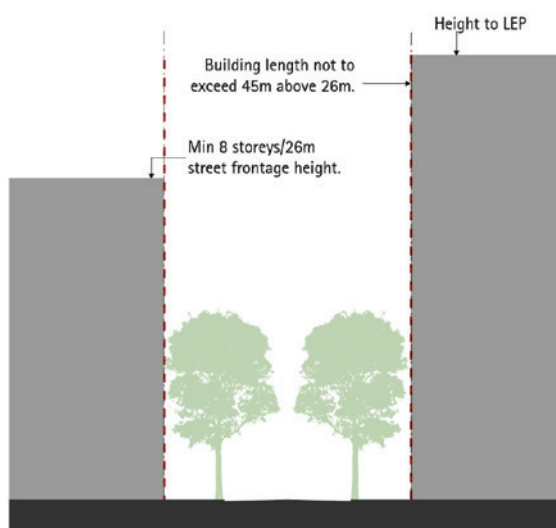 Height to LEP
Building length not to
exceed 45m above 26m.
Min 8 storeys/26m
street frontage height.